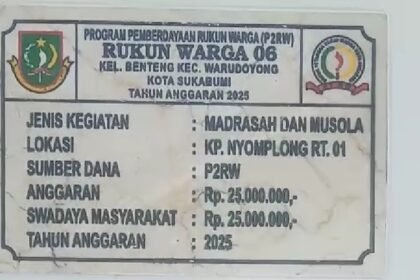 PROGRAM PEMBERDAYAAN RUKUN WARGA (P2RW)
RUKUN WARGA 06
KEL. BENTENG KEC. WARUDOYONG
KOTA SUKABUMI
TAHUN ANGGARAN 2025
JENIS KEGIATAN : MADRASAH DAN MUSOLA
LOKASI : KP. NYOMPLONG RT. 01
SUMBER DANA : P2RW
ANGGARAN : Rp. 25.000.000,-
SWADAYA MASYARAKAT : Rp. 25.000.000,-
TAHUN ANGGARAN : 2025